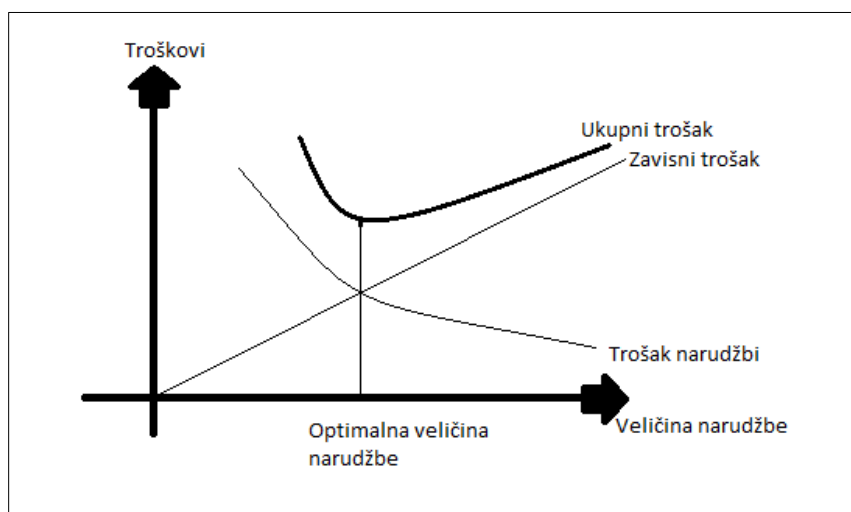 Troškovi
Ukupni trošak
Zavisni trošak
Trošak narudžbi
Optimalna veličina
narudžbe
Veličina narudžbe